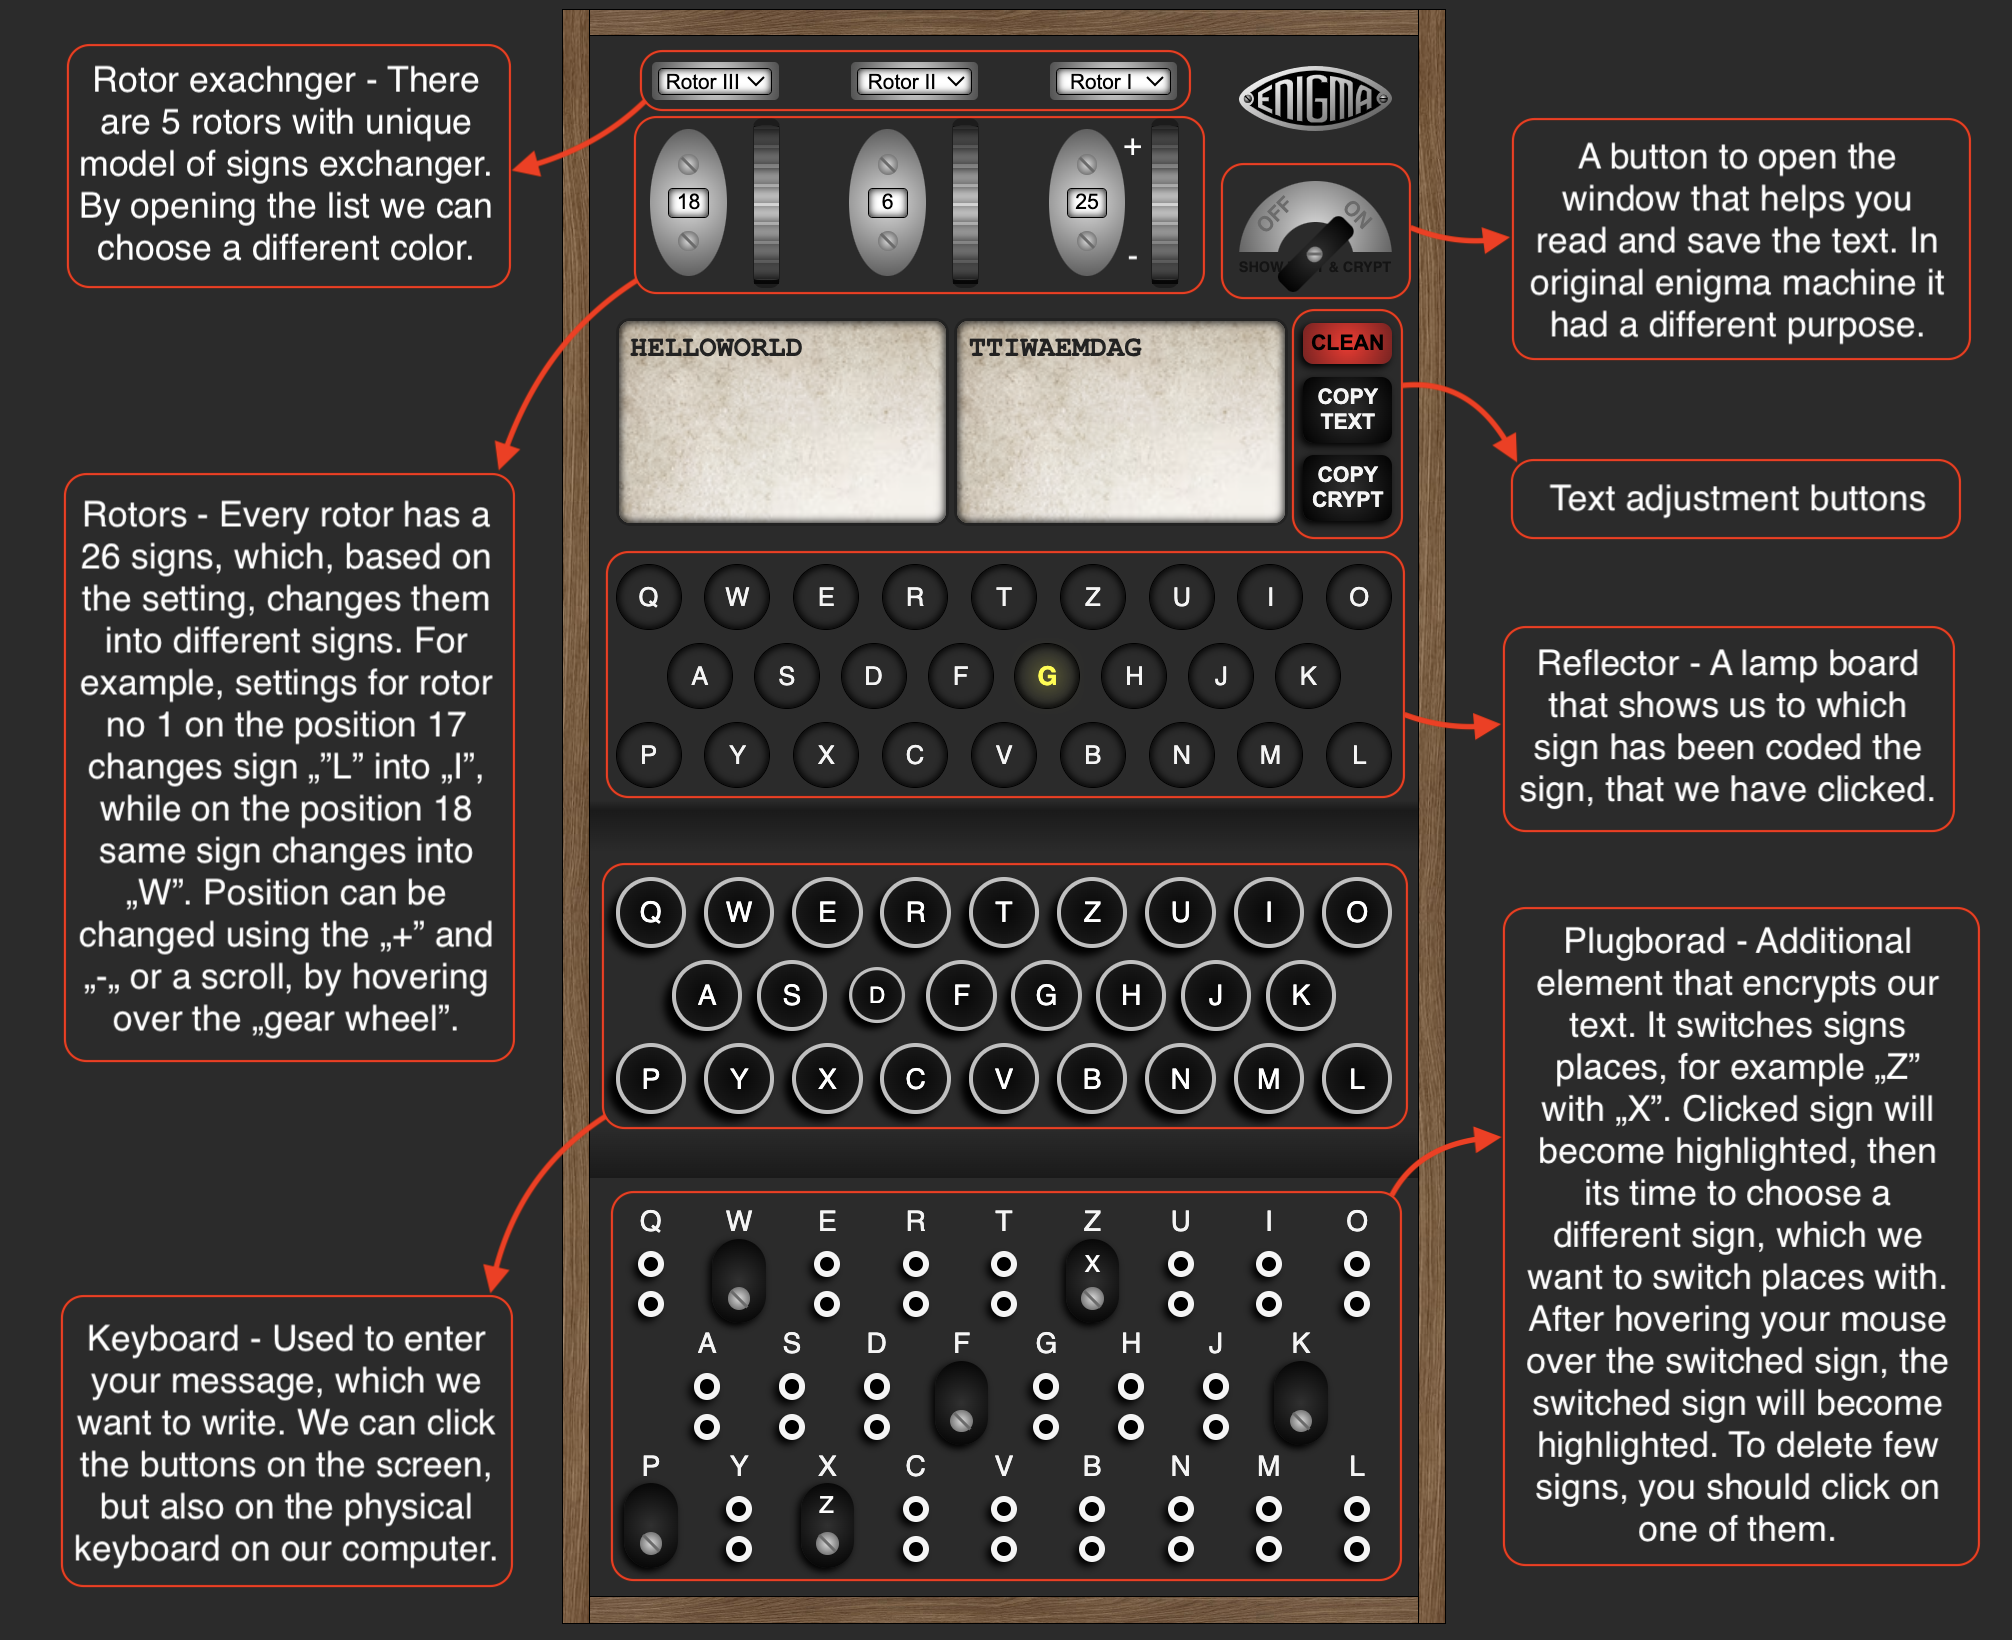 Rotor exachnger - There
are 5 rotors with unique
model of signs exchanger.
By opening the list we can
choose a different color.
Rotors - Every rotor has a
26 signs, which, based on
the setting, changes them
into different signs. For
example, settings for rotor
no 1 on the position 17
changes sign „”L” into „I”,
while on the position 18
same sign changes into
„W”. Position can be
changed using the „+” and
„-„ or a scroll, by hovering
over the „gear wheel”.
Keyboard - Used to enter
your message, which we
want to write. We can click
the buttons on the screen,
but also on the physical
keyboard on our computer.
Rotor III Rotor II Rotor I
ENIGMA
18 6 25 + -
OFF ON
SHOW & CRYPT
HELLOWORLD
TTIWAEMDAG
CLEAN
COPY
TEXT
COPY
CRYPT
Q W E R T Z U I O
A S D F G H J K
P Y X C V B N M L
Q W E R T Z U I O
A S D F G H J K
P Y X C V B N M L
Q W E R T Z U I O
X
A S D F G H J K
P Y X C V B N M L
Z
A button to open the
window that helps you
read and save the text. In
original enigma machine it
had a different purpose.
Text adjustment buttons
Reflector - A lamp board
that shows us to which
sign has been coded the
sign, that we have clicked.
Plugborad - Additional
element that encrypts our
text. It switches signs
places, for example „Z”
with „X”. Clicked sign will
become highlighted, then
its time to choose a
different sign, which we
want to switch places with.
After hovering your mouse
over the switched sign, the
switched sign will become
highlighted. To delete few
signs, you should click on
one of them.